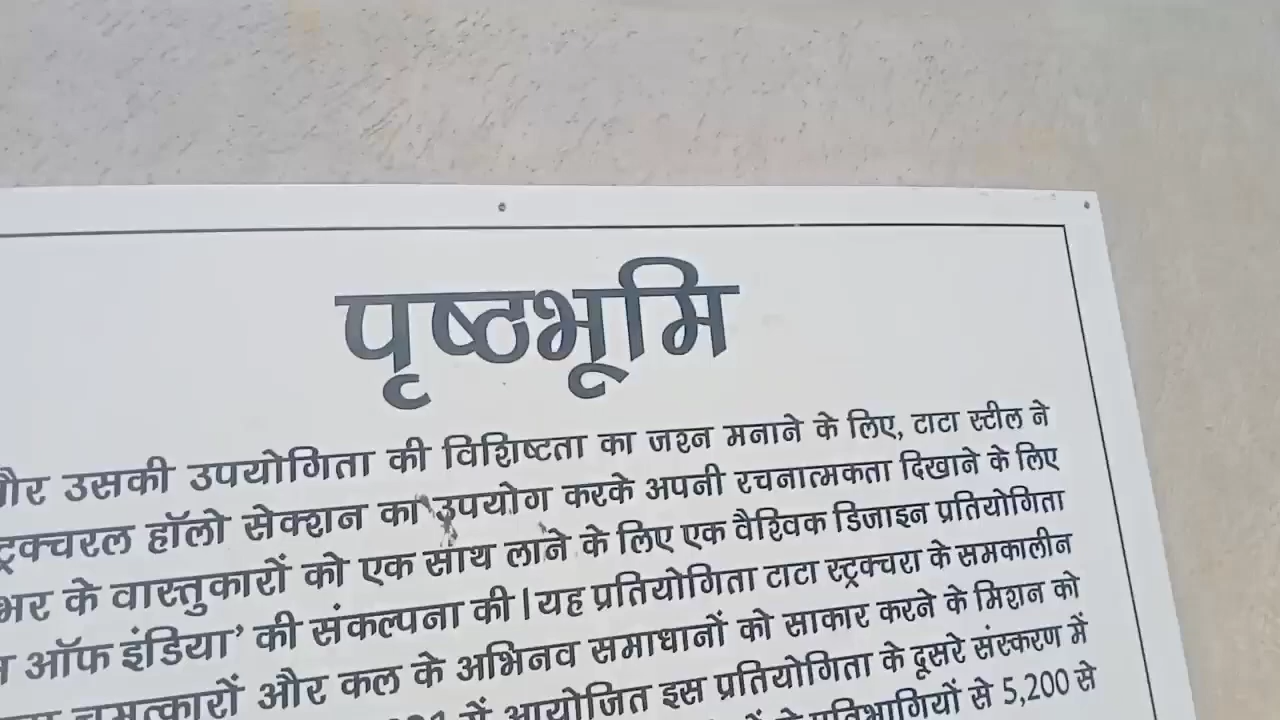 पृष्ठभूमि
और उसकी उपयोगिता की विशिष्टता का जश्न मनाने के लिए, टाटा स्टील ने
ट्रक्चरल हॉलो सेक्शन का उपयोग करके अपनी रचनात्मकता दिखाने के लिए
भर के वास्तुकारों को एक साथ लाने के लिए एक वैश्विक डिजाइन प्रतियोगिता
ऑफ इंडिया’ की संकल्पना की। यह प्रतियोगिता टाटा स्ट्रक्चरा के समकालीन
चमत्कारों और कल के अभिनव समाधानों को साकार करने के मिशन को
में आयोजित इस प्रतियोगिता के दूसरे संस्करण में
प्रतिभागियों से 5,200 से